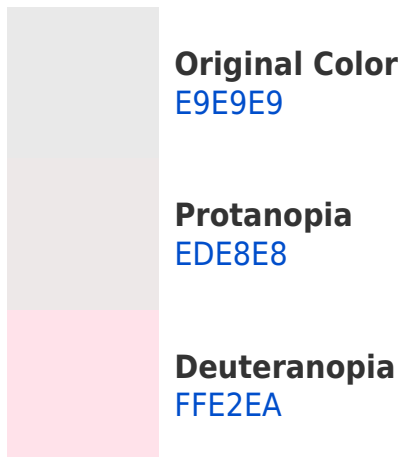 Original Color
E9E9E9
Protanopia
EDE8E8
Deuteranopia
FFE2EA